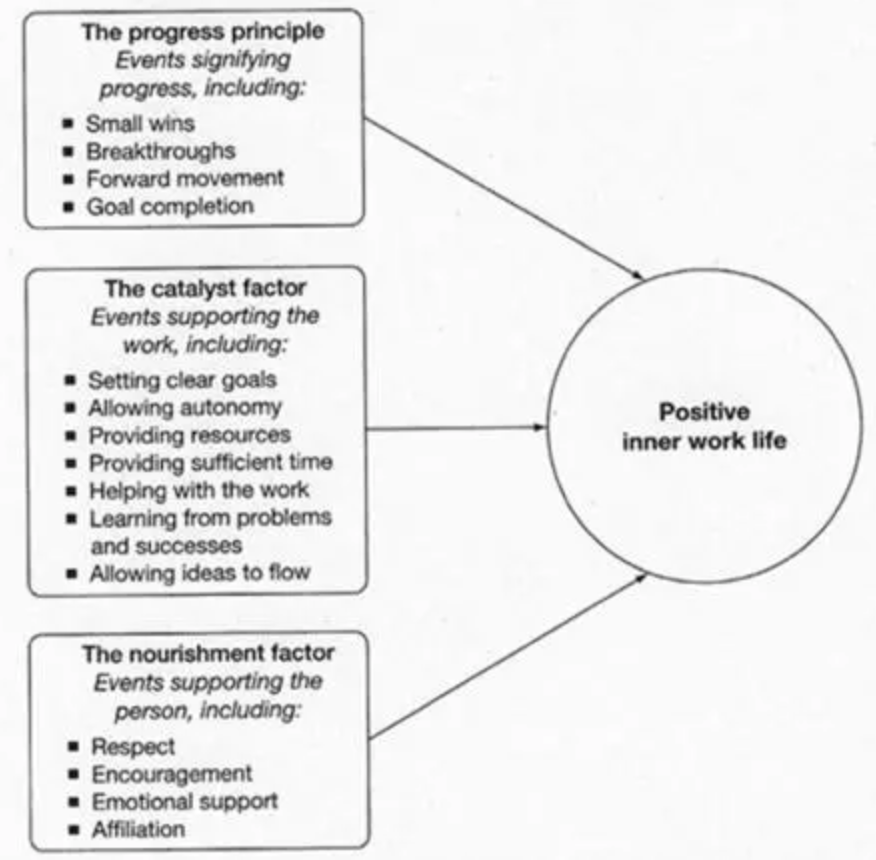 The progress principle
Events signifying
progress, including:
▪ Small wins
▪ Breakthroughs
▪ Forward movement
▪ Goal completion
The catalyst factor
Events supporting the
work, including:
▪ Setting clear goals
▪ Allowing autonomy
▪ Providing resources
▪ Providing sufficient time
▪ Helping with the work
▪ Learning from problems
and successes
▪ Allowing ideas to flow
The nourishment factor
Events supporting the
person, including:
▪ Respect
▪ Encouragement
▪ Emotional support
▪ Affiliation
Positive
inner work life